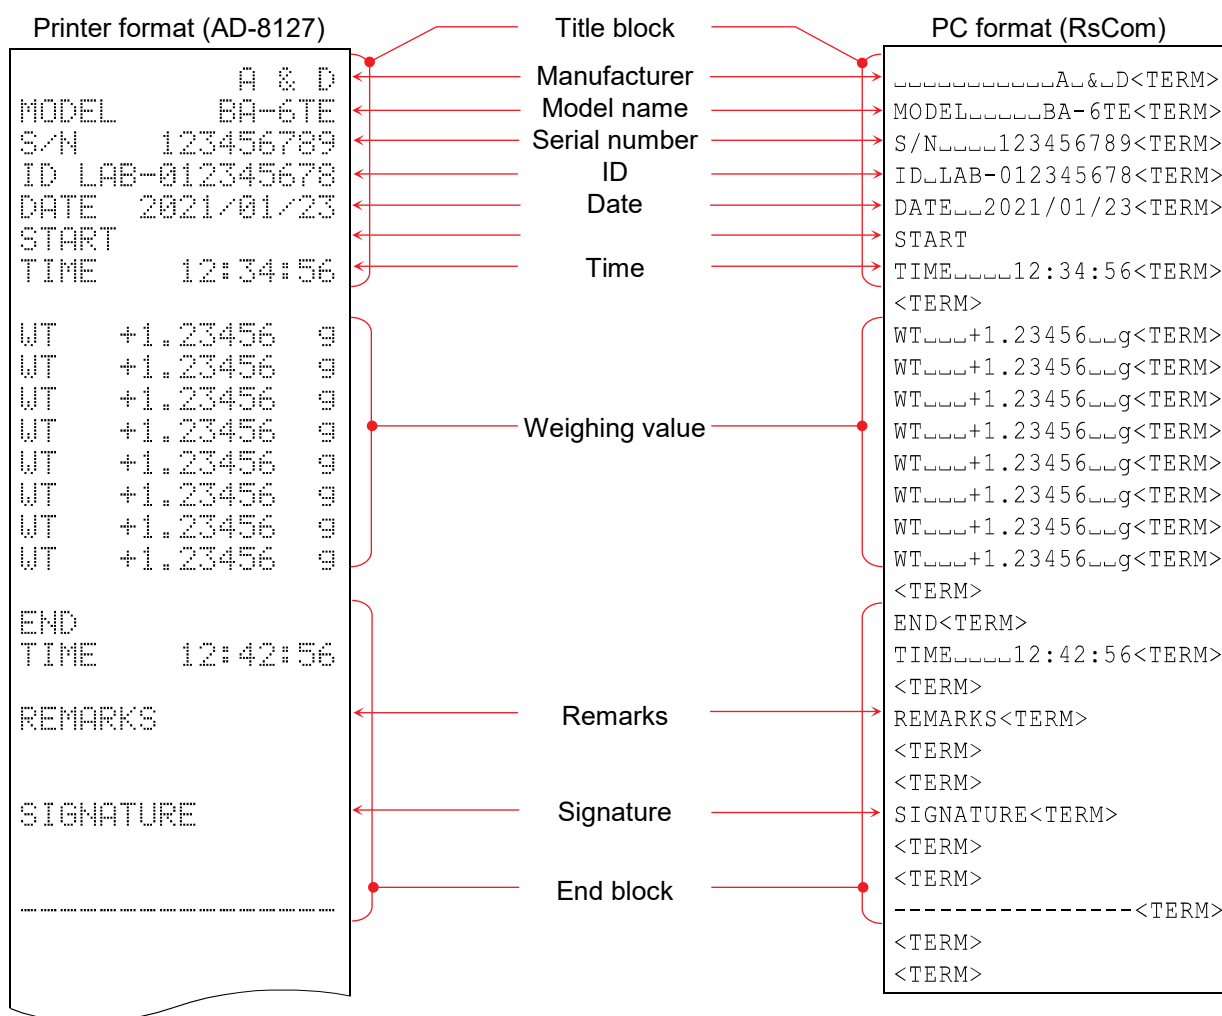 Printer format (AD-8127)
A & D
MODEL BA-6TE
S/N 123456789
ID LAB-012345678
DATE 2021/01/23
START
TIME 12:34:56
WT +1.23456 g
WT +1.23456 g
WT +1.23456 g
WT +1.23456 g
WT +1.23456 g
WT +1.23456 g
WT +1.23456 g
WT +1.23456 g
END
TIME 12:42:56
REMARKS
SIGNATURE
----------------
Title block
Manufacturer
Model name
Serial number
ID
Date
Time
Weighing value
Remarks
Signature
End block
PC format (RsCom)
␣␣␣␣␣␣␣␣␣␣␣A␣&␣D<TERM>
MODEL␣␣␣␣␣BA-6TE<TERM>
S/N␣␣␣␣123456789<TERM>
ID␣LAB-012345678<TERM>
DATE␣␣2021/01/23<TERM>
START
TIME␣␣␣␣12:34:56<TERM>
<TERM>
WT␣␣␣+1.23456␣␣g<TERM>
WT␣␣␣+1.23456␣␣g<TERM>
WT␣␣␣+1.23456␣␣g<TERM>
WT␣␣␣+1.23456␣␣g<TERM>
WT␣␣␣+1.23456␣␣g<TERM>
WT␣␣␣+1.23456␣␣g<TERM>
WT␣␣␣+1.23456␣␣g<TERM>
WT␣␣␣+1.23456␣␣g<TERM>
<TERM>
END<TERM>
TIME␣␣␣␣12:42:56<TERM>
<TERM>
REMARKS<TERM>
<TERM>
<TERM>
SIGNATURE<TERM>
<TERM>
<TERM>
----------------<TERM>
<TERM>
<TERM>